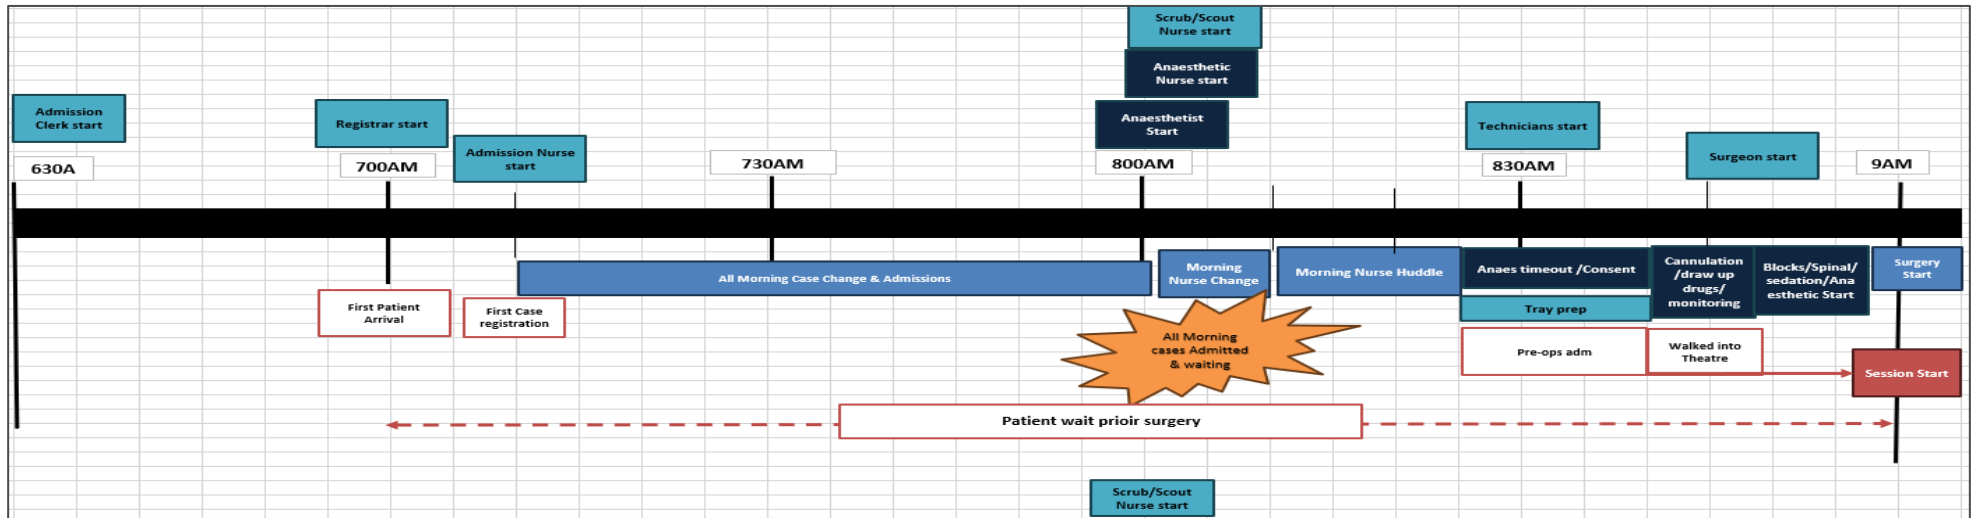 Scrub/Scout
Nurse start
Anaesthetic
Nurse start
Admission
Clerk start
Registrar start
Anaesthetist
Start
Technicians start
Admission Nurse
start
Surgeon start
630A
700AM
730AM
800AM
830AM
9AM
All Morning Case Change & Admissions
Morning
Nurse Change
Morning Nurse Huddle
Anaes timeout /Consent
Cannulation
/draw up
drugs/
monitoring
Blocks/Spinal/
sedation/Ana
esthetic Start
Surgery
Start
First Patient
Arrival
First Case
registration
Tray prep
All Morning
cases Admitted
& waiting
Pre-ops adm
Walked into
Theatre
Session Start
Patient wait prioir surgery
Scrub/Scout
Nurse start